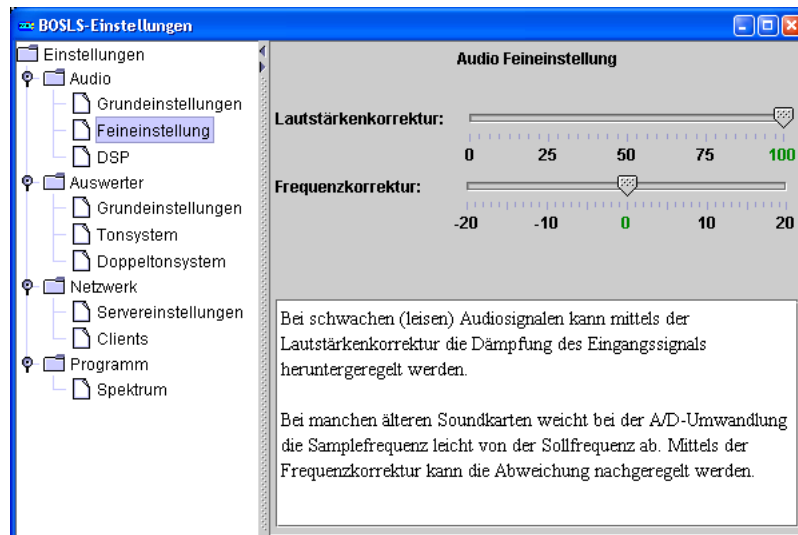 BOSLS-Einstellungen
Einstellungen
Audio
Grundeinstellungen
Feineinstellung
DSP
Auswerter
Grundeinstellungen
Tonsystem
Doppeltonsystem
Netzwerk
Servereinstellungen
Clients
Programm
Spektrum
Audio Feineinstellung
Lautstärkenkorrektur:
0 25 50 75 100
Frequenzkorrektur:
-20 -10 0 10 20
Bei schwachen (leisen) Audiosignalen kann mittels der
Lautstärkenkorrektur die Dämpfung des Eingangssignals
heruntergeregelt werden.
Bei manchen älteren Soundkarten weicht bei der A/D-Umwandlung
die Samplefrequenz leicht von der Sollfrequenz ab. Mittels der
Frequenzkorrektur kann die Abweichung nachgeregelt werden.